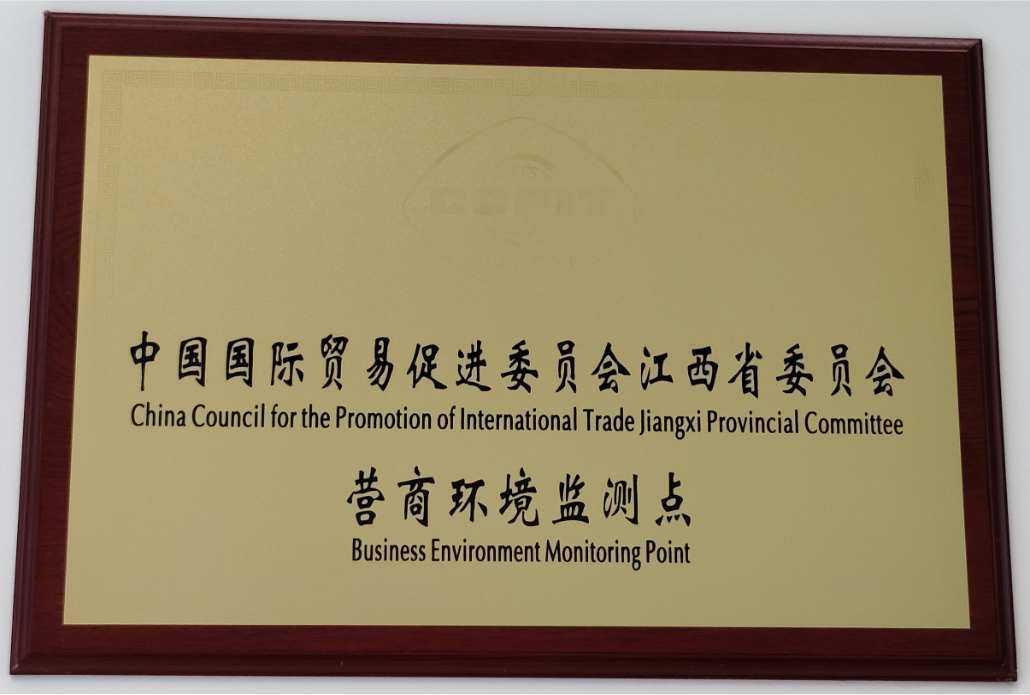 CCPIT
中国国际贸易促进委员会江西省委员会
China Council for the Promotion of International Trade Jiangxi Provincial Committee
营商环境监测点
Business Environment Monitoring Point